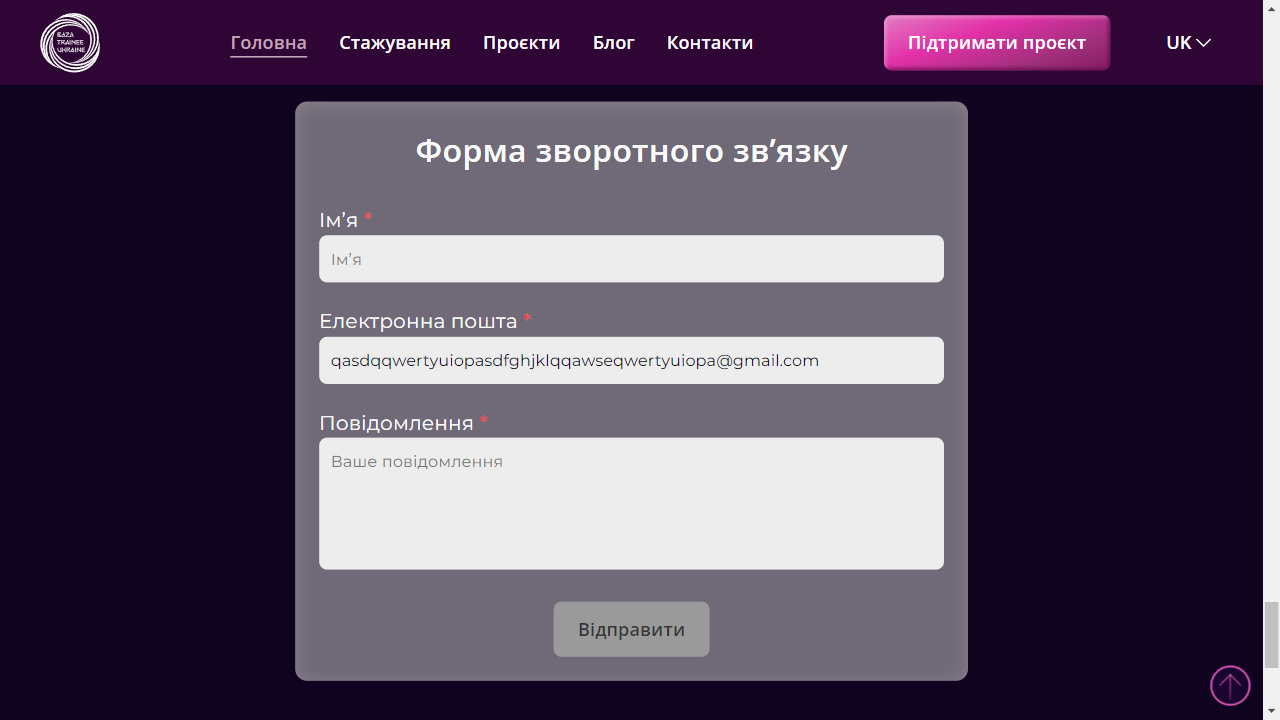 BAZA
TRAINEE
UKRAINE
Головна Стажування Проєкти Блог Контакти Підтримати проєкт UK
Форма зворотного зв’язку
Ім’я *
Ім’я
Електронна пошта *
qasdqqwertyuiopasdfghjklqqawseqwertyuiopa@gmail.com
Повідомлення *
Ваше повідомлення
Відправити